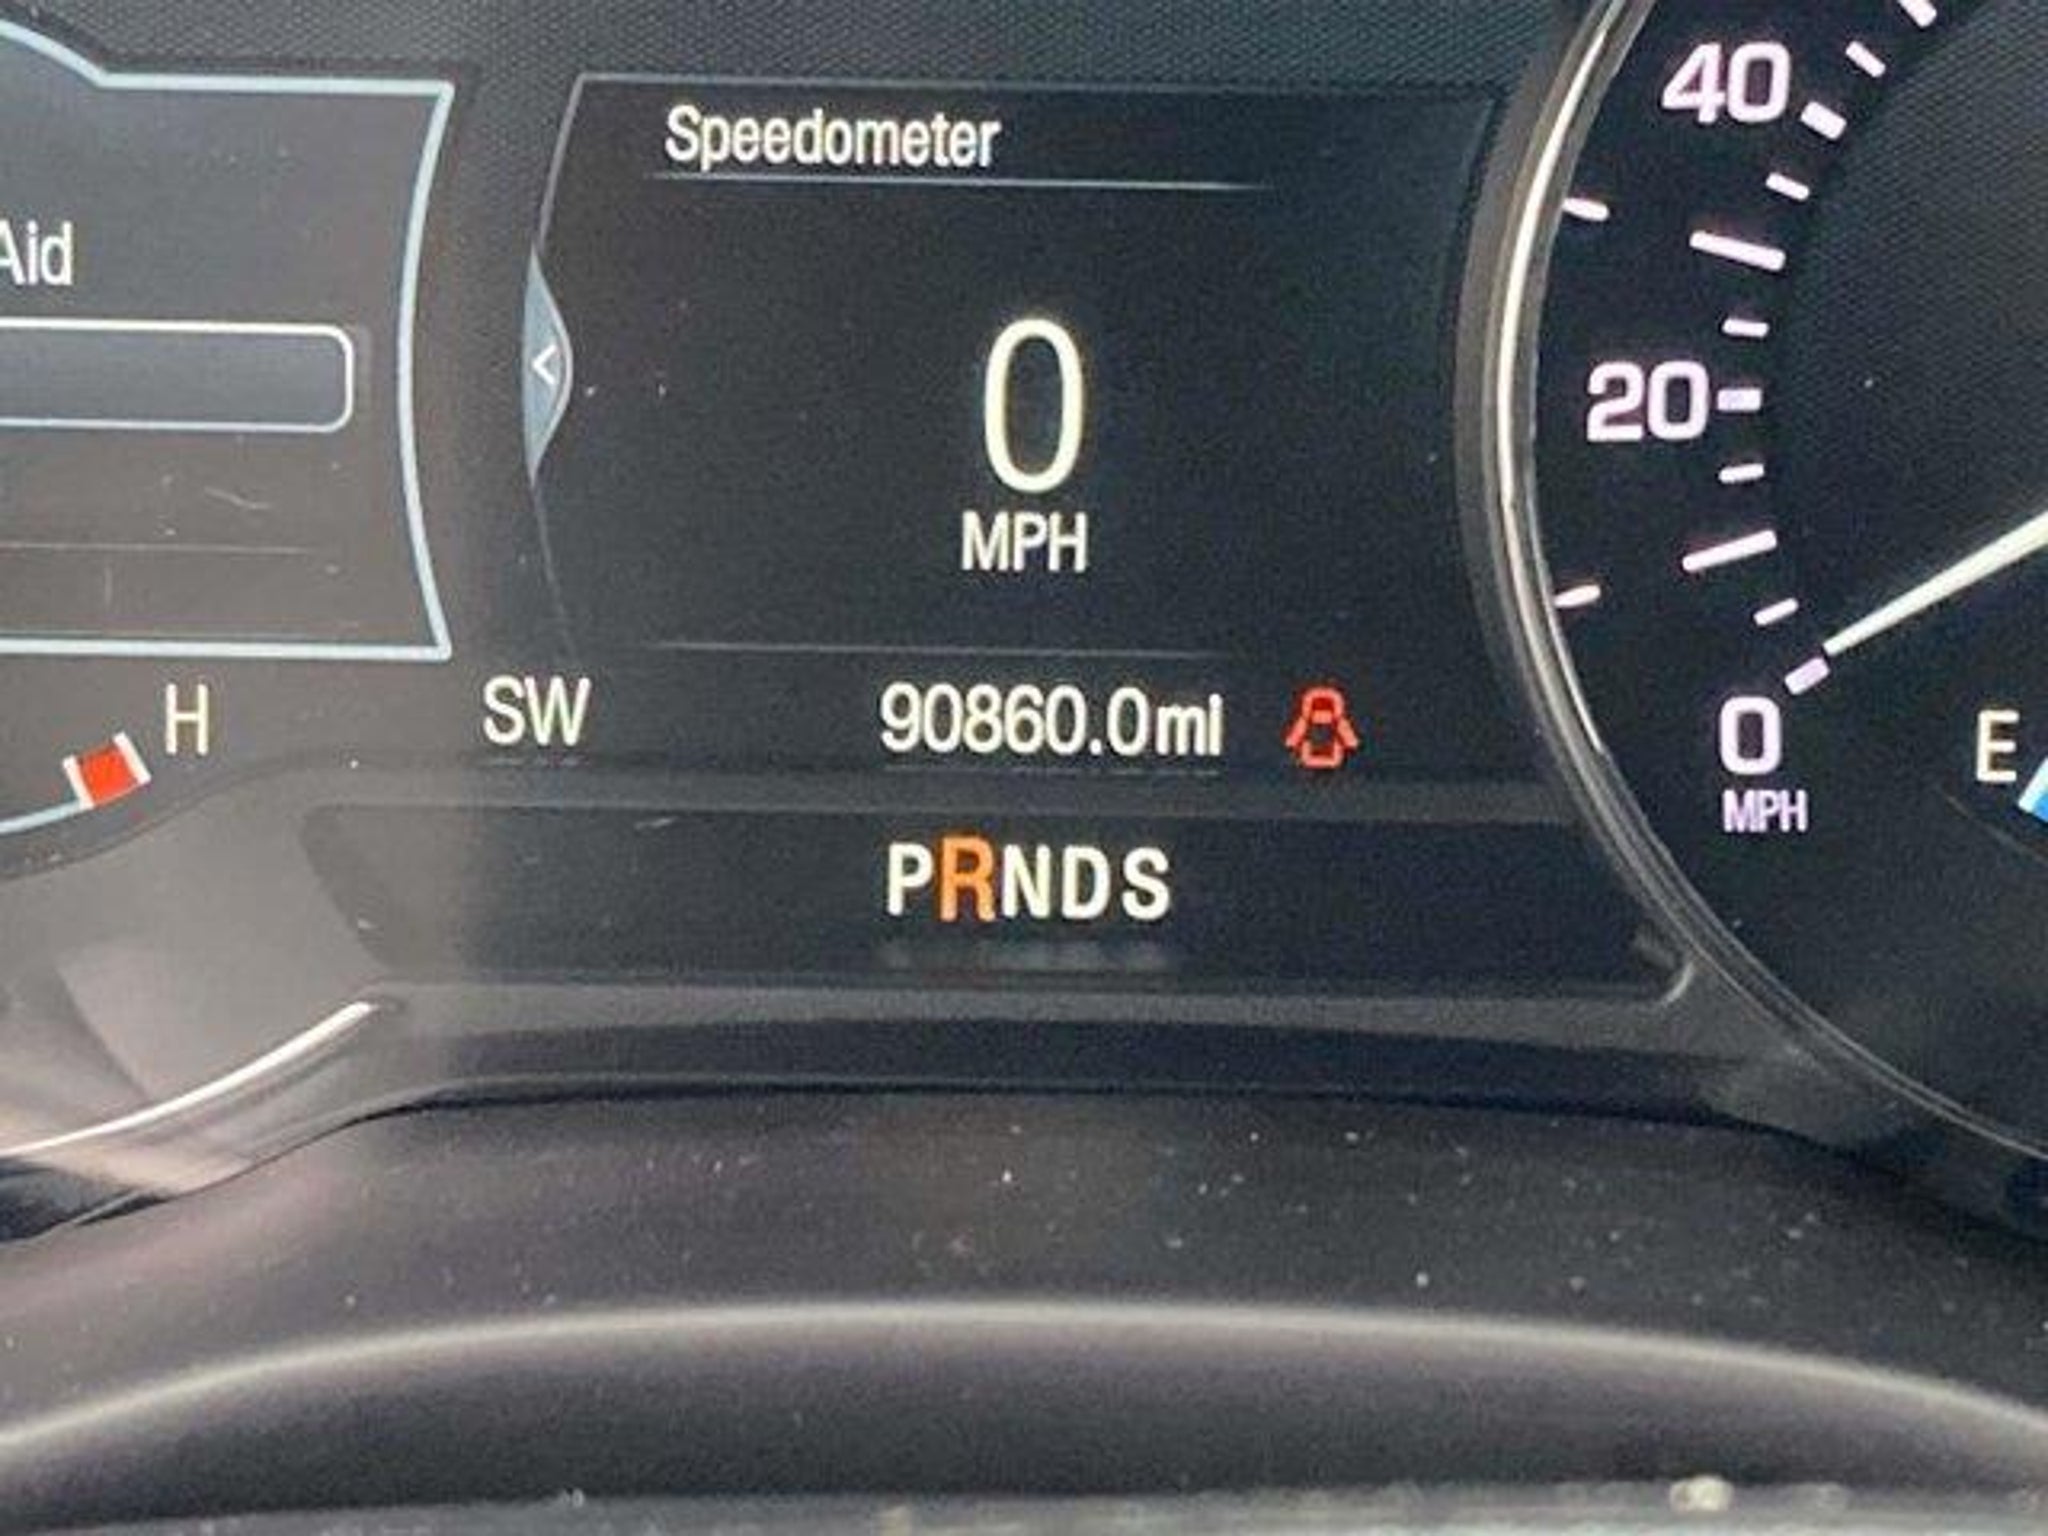 Speedometer
40
Aid
<
0
20
MPH
H
SW
90860.0mi
0
E
MPH
PRNDS